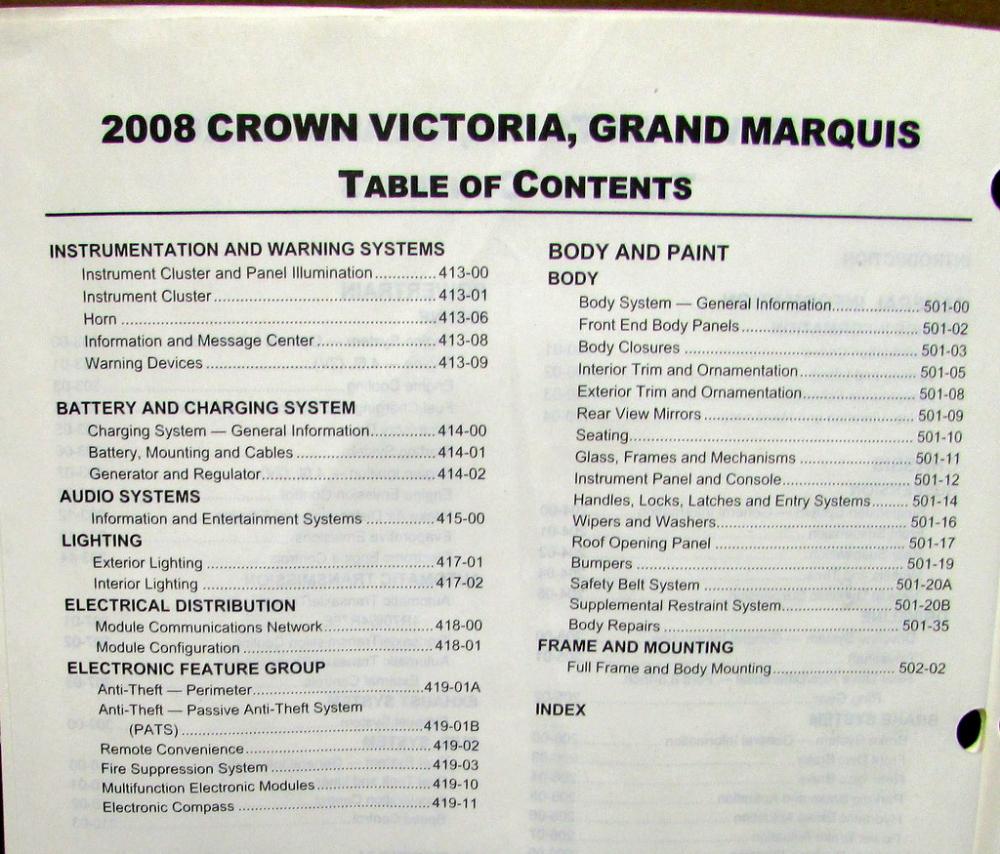 2008 CROWN VICTORIA, GRAND MARQUIS
TABLE OF CONTENTS
INSTRUMENTATION AND WARNING SYSTEMS
Instrument Cluster and Panel Illumination..............413-00
Instrument Cluster....................................................413-01
Horn ..........................................................................413-06
Information and Message Center............................413-08
Warning Devices.......................................................413-09
BATTERY AND CHARGING SYSTEM
Charging System — General Information................414-00
Battery, Mounting and Cables..................................414-01
Generator and Regulator..........................................414-02
AUDIO SYSTEMS
Information and Entertainment Systems .................415-00
LIGHTING
Exterior Lighting .......................................................417-01
Interior Lighting ........................................................417-02
ELECTRICAL DISTRIBUTION
Module Communications Network...........................418-00
Module Configuration ..............................................418-01
ELECTRONIC FEATURE GROUP
Anti-Theft — Perimeter..........................................419-01A
Anti-Theft — Passive Anti-Theft System
(PATS) ...........................................................419-01B
Remote Convenience..............................................419-02
Fire Suppression System ........................................419-03
Multifunction Electronic Modules.............................419-10
Electronic Compass ................................................419-11
BODY AND PAINT
BODY
Body System — General Information......................501-00
Front End Body Panels ...........................................501-02
Body Closures ........................................................501-03
Interior Trim and Ornamentation.............................501-05
Exterior Trim and Ornamentation............................501-08
Rear View Mirrors ...................................................501-09
Seating....................................................................501-10
Glass, Frames and Mechanisms ............................501-11
Instrument Panel and Console................................501-12
Handles, Locks, Latches and Entry Systems..........501-14
Wipers and Washers...............................................501-16
Roof Opening Panel ...............................................501-17
Bumpers .................................................................501-19
Safety Belt System ...............................................501-20A
Supplemental Restraint System...........................501-20B
Body Repairs ..........................................................501-35
FRAME AND MOUNTING
Full Frame and Body Mounting...............................502-02
INDEX